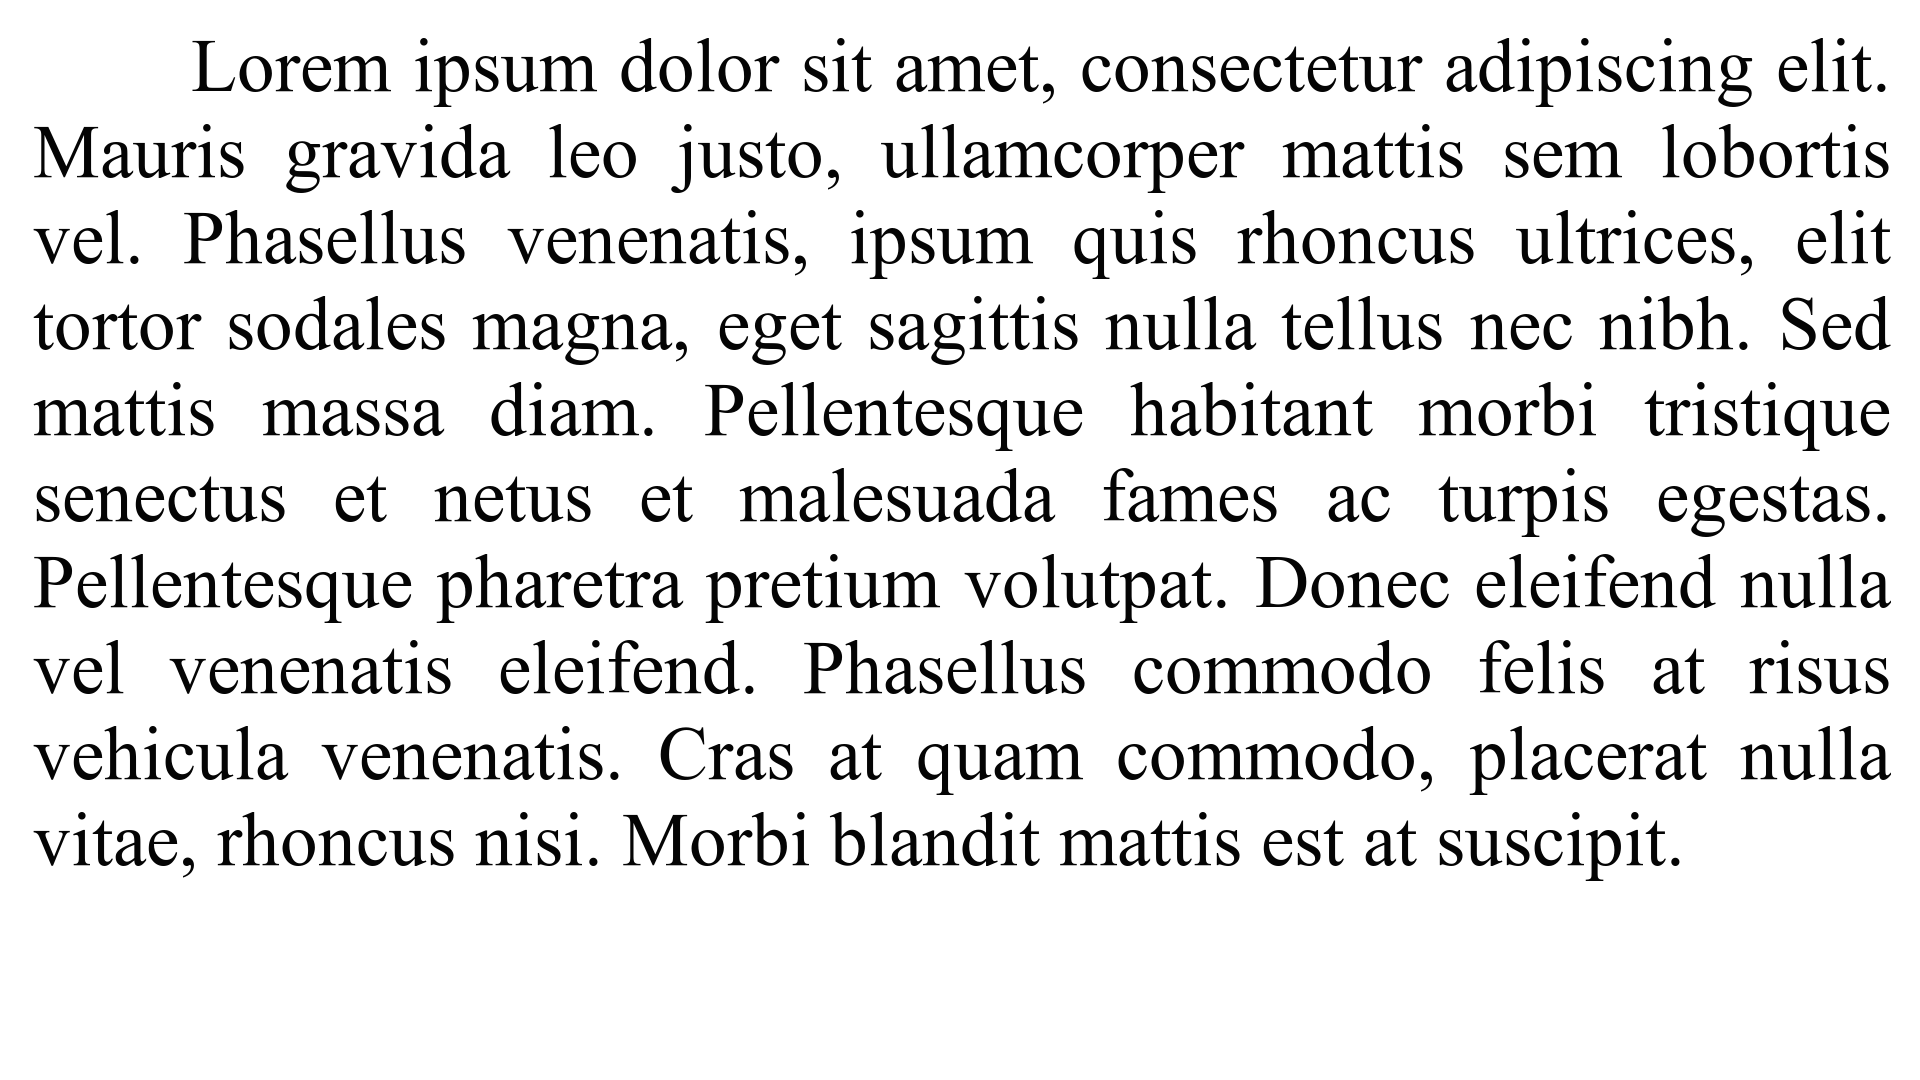 Lorem ipsum dolor sit amet, consectetur adipiscing elit.
Mauris gravida leo justo, ullamcorper mattis sem lobortis
vel. Phasellus venenatis, ipsum quis rhoncus ultrices, elit
tortor sodales magna, eget sagittis nulla tellus nec nibh. Sed
mattis massa diam. Pellentesque habitant morbi tristique
senectus et netus et malesuada fames ac turpis egestas.
Pellentesque pharetra pretium volutpat. Donec eleifend nulla
vel venenatis eleifend. Phasellus commodo felis at risus
vehicula venenatis. Cras at quam commodo, placerat nulla
vitae, rhoncus nisi. Morbi blandit mattis est at suscipit.